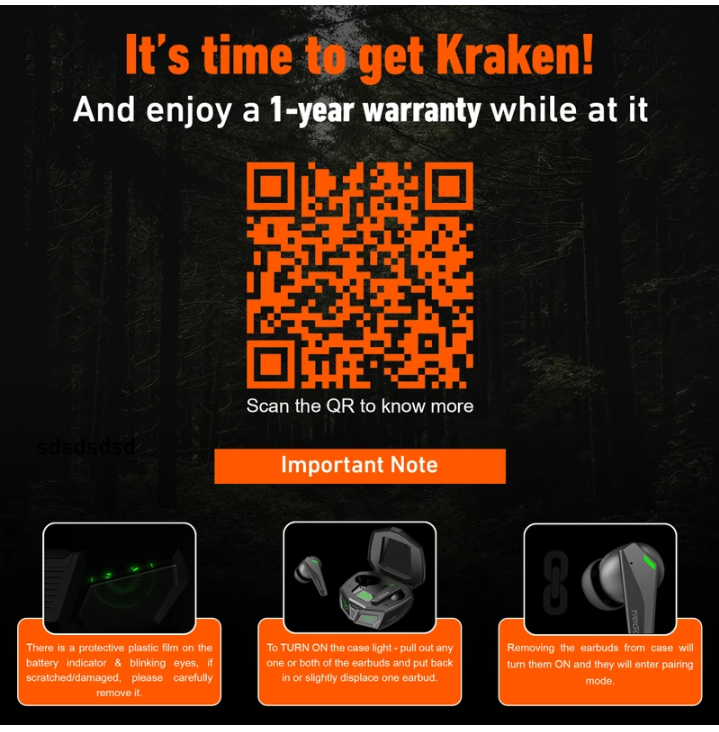 It's time to get Kraken!
And enjoy a 1-year warranty while at it
Scan the QR to know more
sdsdsdsd
Important Note
There is a protective plastic film on the
battery indicator & blinking eyes, if
scratched/damaged, please carefully
remove it.
To TURN ON the case light - pull out any
one or both of the earbuds and put back
in or slightly displace one earbud.
Removing the earbuds from case will
turn them ON and they will enter pairing
mode.